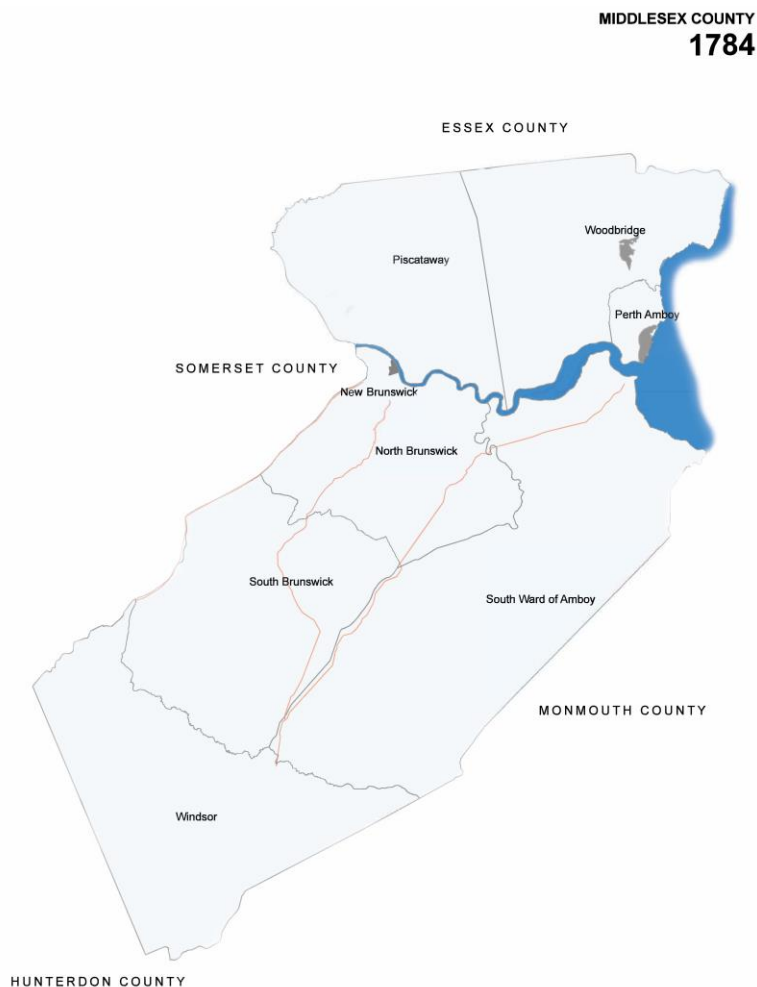 MIDDLESEX COUNTY
1784
ESSEX COUNTY
Woodbridge
Piscataway
Perth Amboy
SOMERSET COUNTY
New Brunswick
North Brunswick
South Brunswick
South Ward of Amboy
MONMOUTH COUNTY
Windsor
HUNTERDON COUNTY